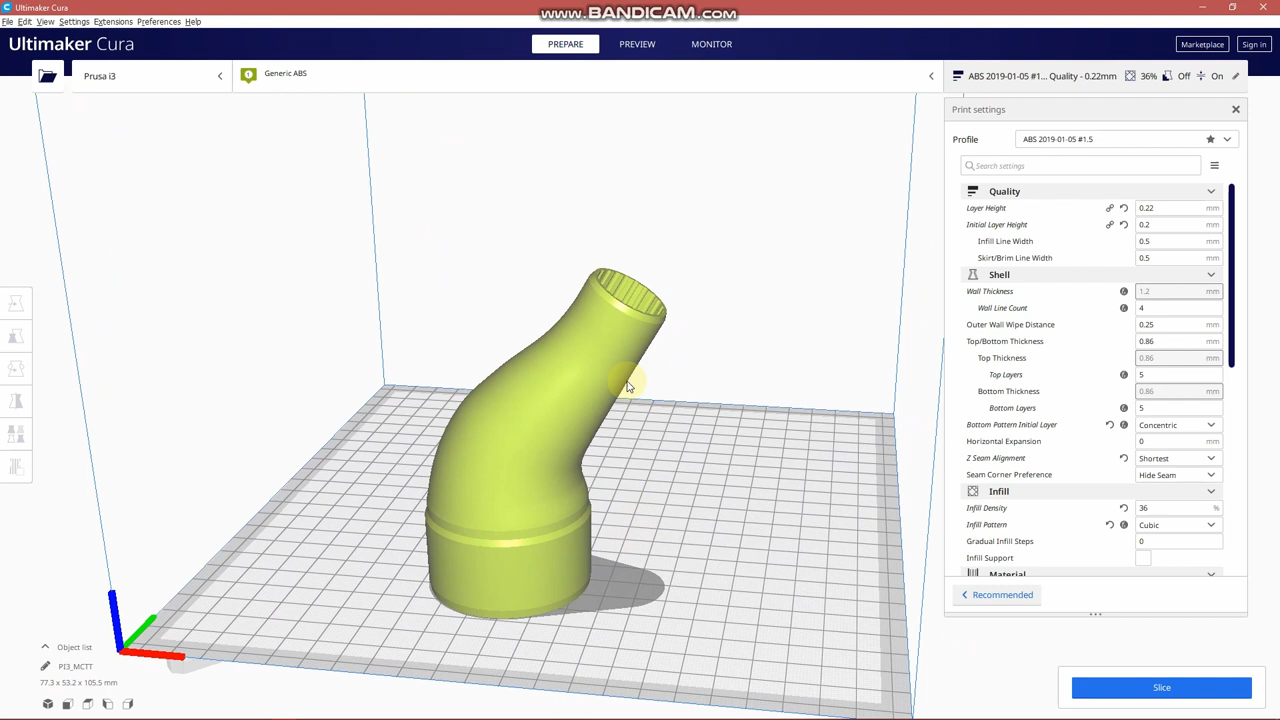 Ultimaker Cura
www.BANDICAM.com
File Edit View Settings Extensions Preferences Help
Ultimaker Cura
PREPARE
PREVIEW
MONITOR
Marketplace
Sign in
Prusa i3
1
Generic ABS
ABS 2019-01-05 #1... Quality - 0.22mm
36%
Off
On
Print settings
Profile
ABS 2019-01-05 #1.5
Search settings
Quality
Layer Height 0.22 mm
Initial Layer Height 0.2 mm
Infill Line Width 0.5 mm
Skirt/Brim Line Width 0.5 mm
Shell
Wall Thickness 1.2 mm
Wall Line Count 4
Outer Wall Wipe Distance 0.25 mm
Top/Bottom Thickness 0.86 mm
Top Thickness 0.86 mm
Top Layers 5
Bottom Thickness 0.86 mm
Bottom Layers 5
Bottom Pattern Initial Layer Concentric
Horizontal Expansion 0 mm
Z Seam Alignment Shortest
Seam Corner Preference Hide Seam
Infill
Infill Density 36 %
Infill Pattern Cubic
Gradual Infill Steps 0
Infill Support
Material
Recommended
Object list
PI3_MCTT
77.3 x 53.2 x 105.5 mm
Slice